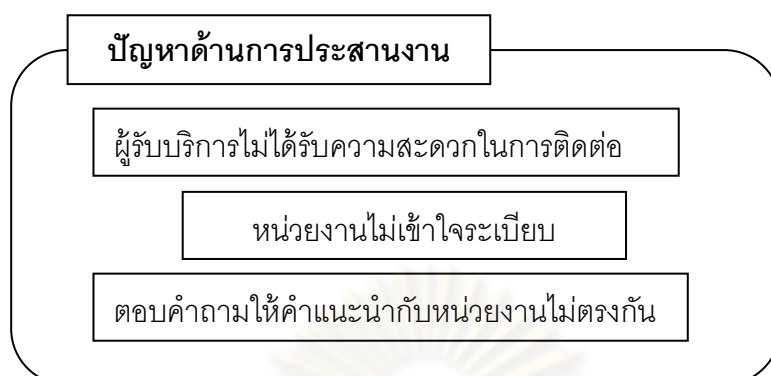 ปัญหาด้านการประสานงาน
ผู้รับบริการไม่ได้รับความสะดวกในการติดต่อ
หน่วยงานไม่เข้าใจระเบียบ
ตอบคำถามให้คำแนะนำกับหน่วยงานไม่ตรงกัน